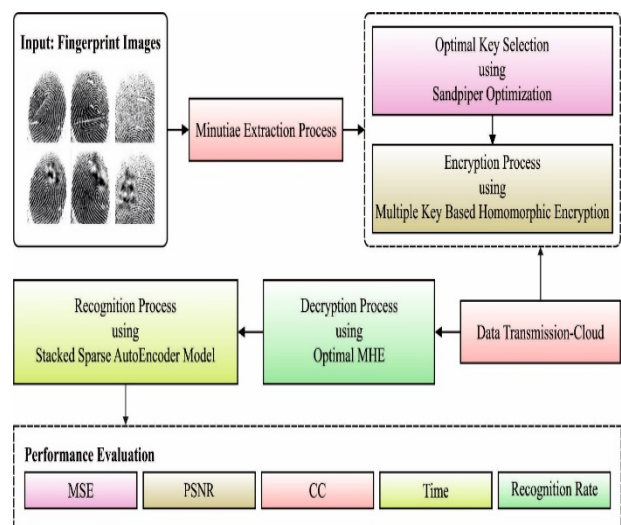 Input: Fingerprint Images
Minutiae Extraction Process
Optimal Key Selection
using
Sandpiper Optimization
Encryption Process
using
Multiple Key Based Homomorphic Encryption
Recognition Process
using
Stacked Sparse AutoEncoder Model
Decryption Process
using
Optimal MHE
Data Transmission-Cloud
Performance Evaluation
MSE
PSNR
CC
Time
Recognition Rate